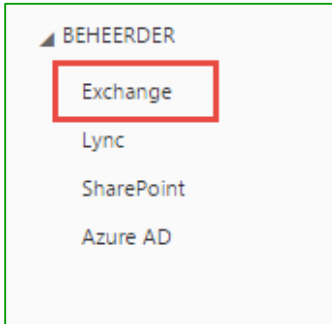 BEHEERDER
Exchange
Lync
SharePoint
Azure AD